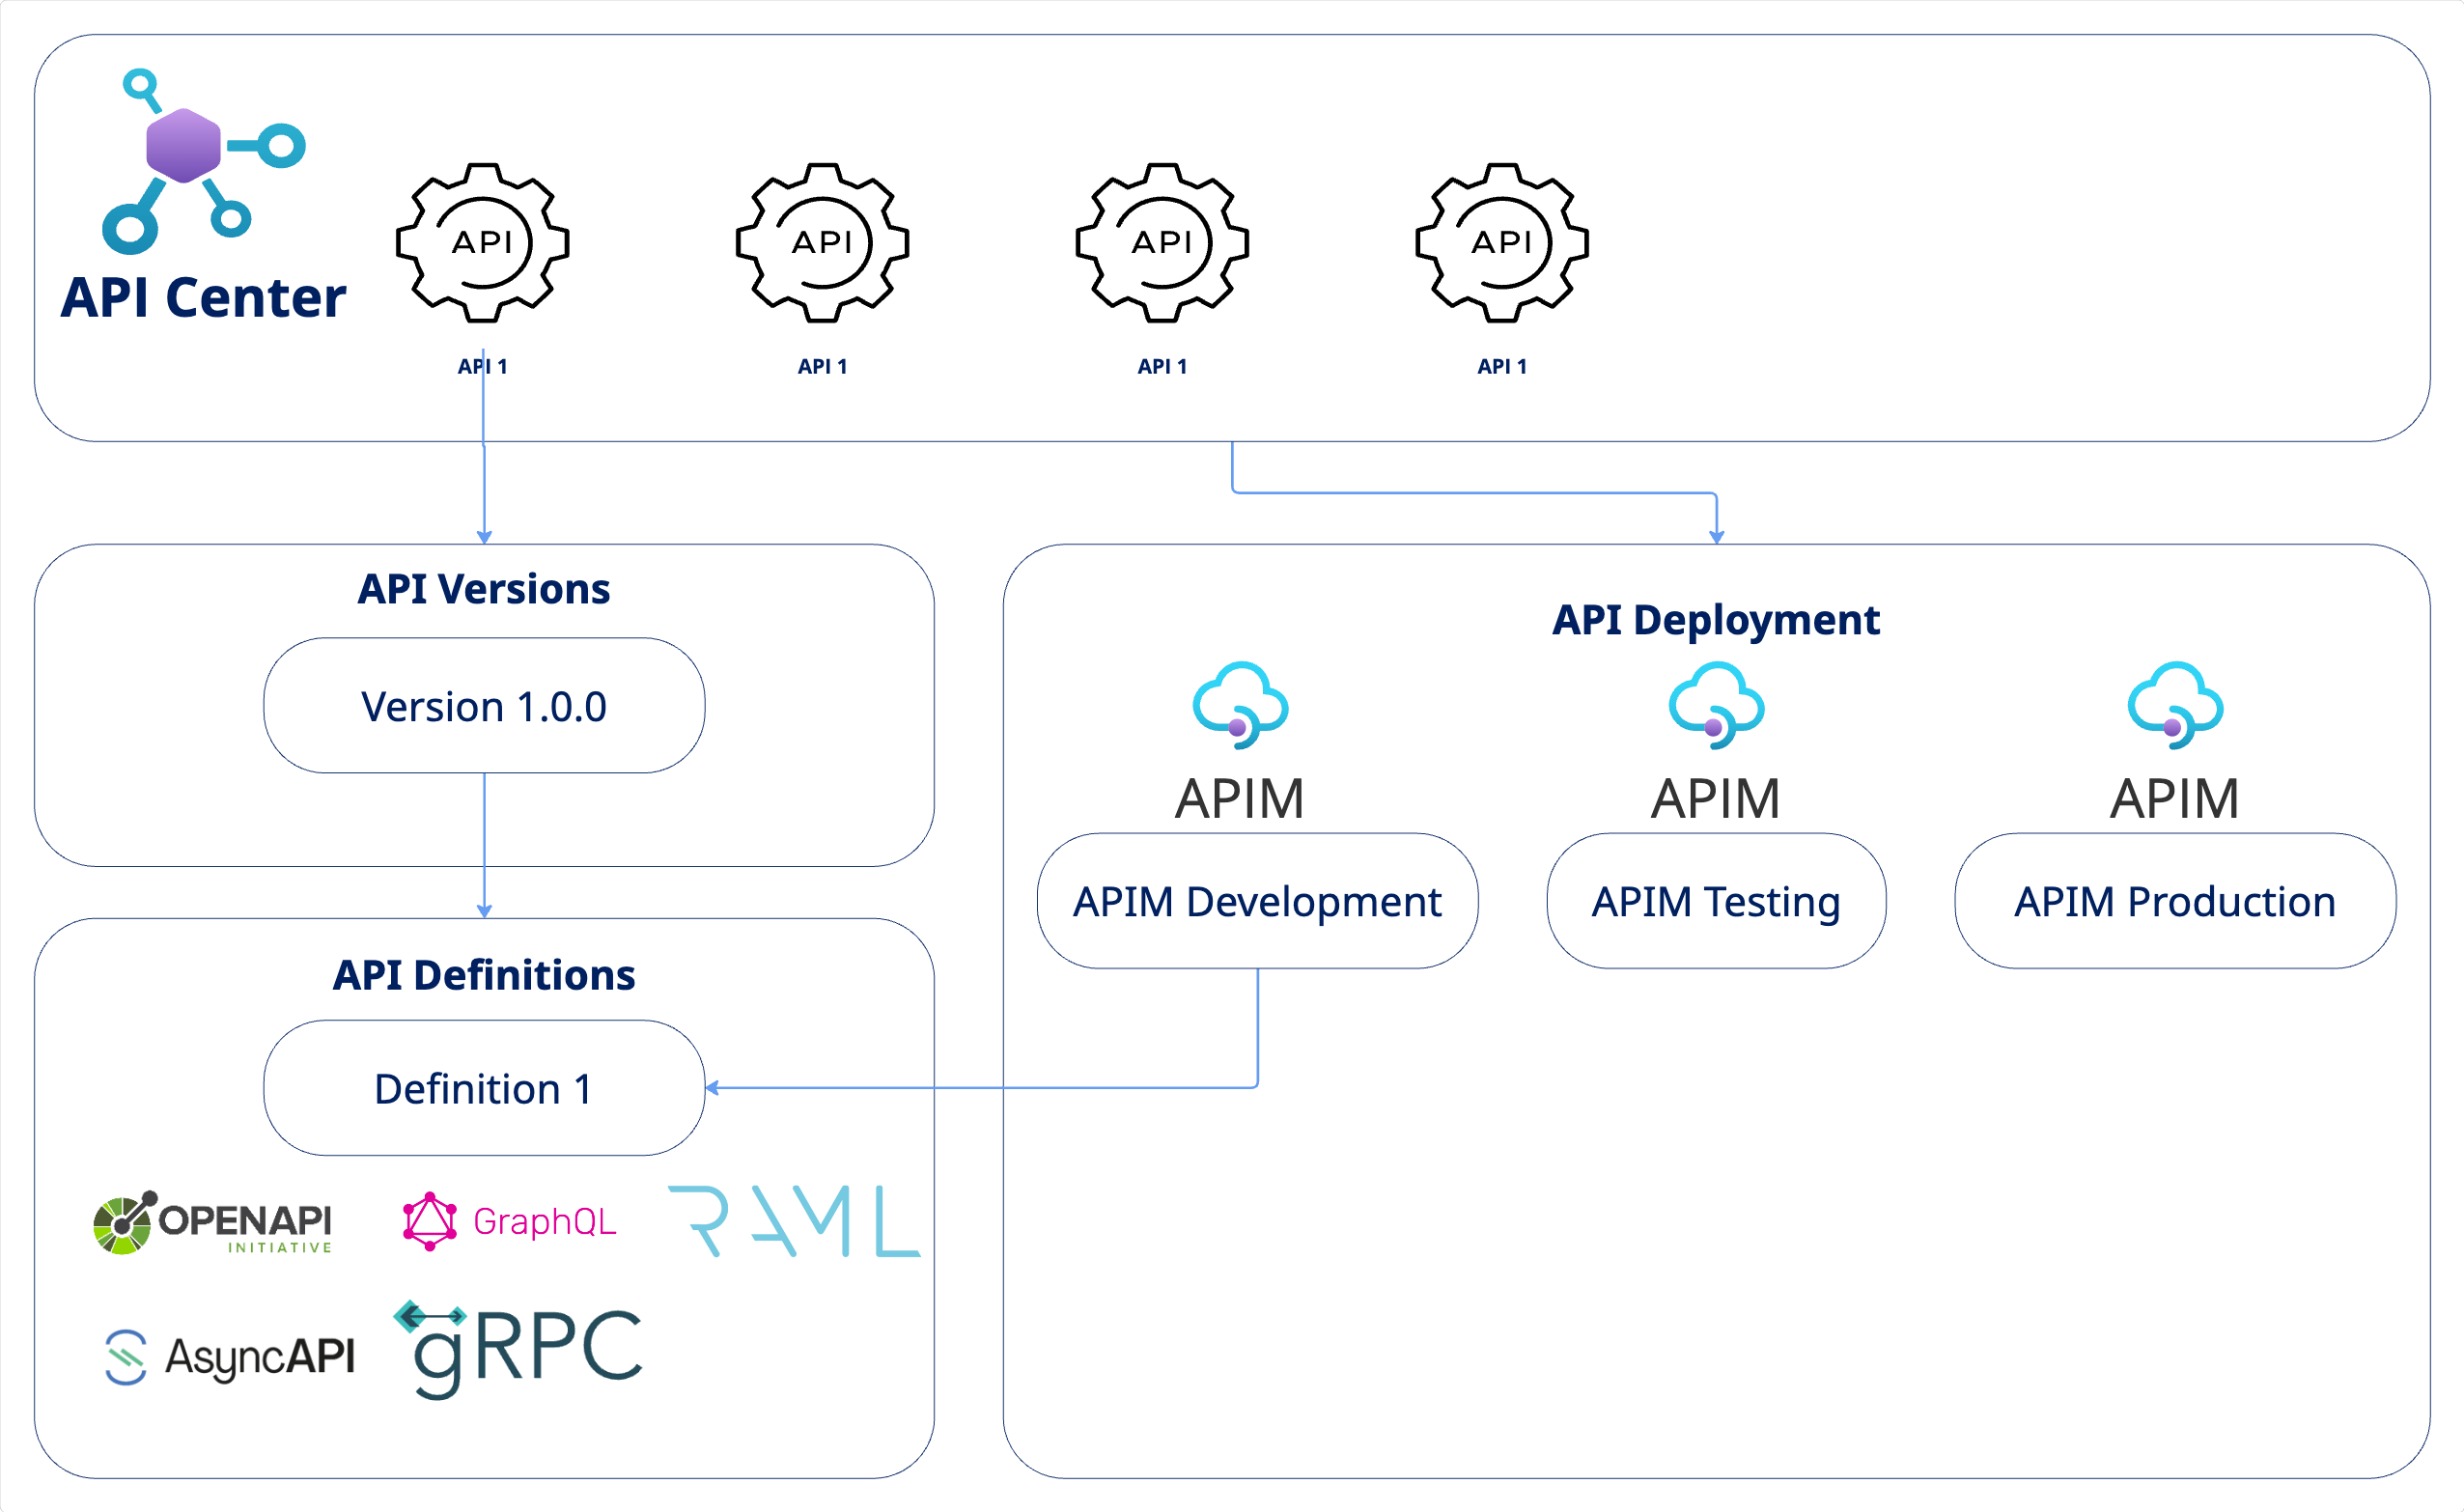 API
API
API
API
API Center
API 1
API 1
API 1
API 1
API Versions
Version 1.0.0
API Deployment
APIM
APIM
APIM
APIM Development
APIM Testing
APIM Production
API Definitions
Definition 1
OPENAPI
INITIATIVE
GraphQL
RAML
AsyncAPI
gRPC